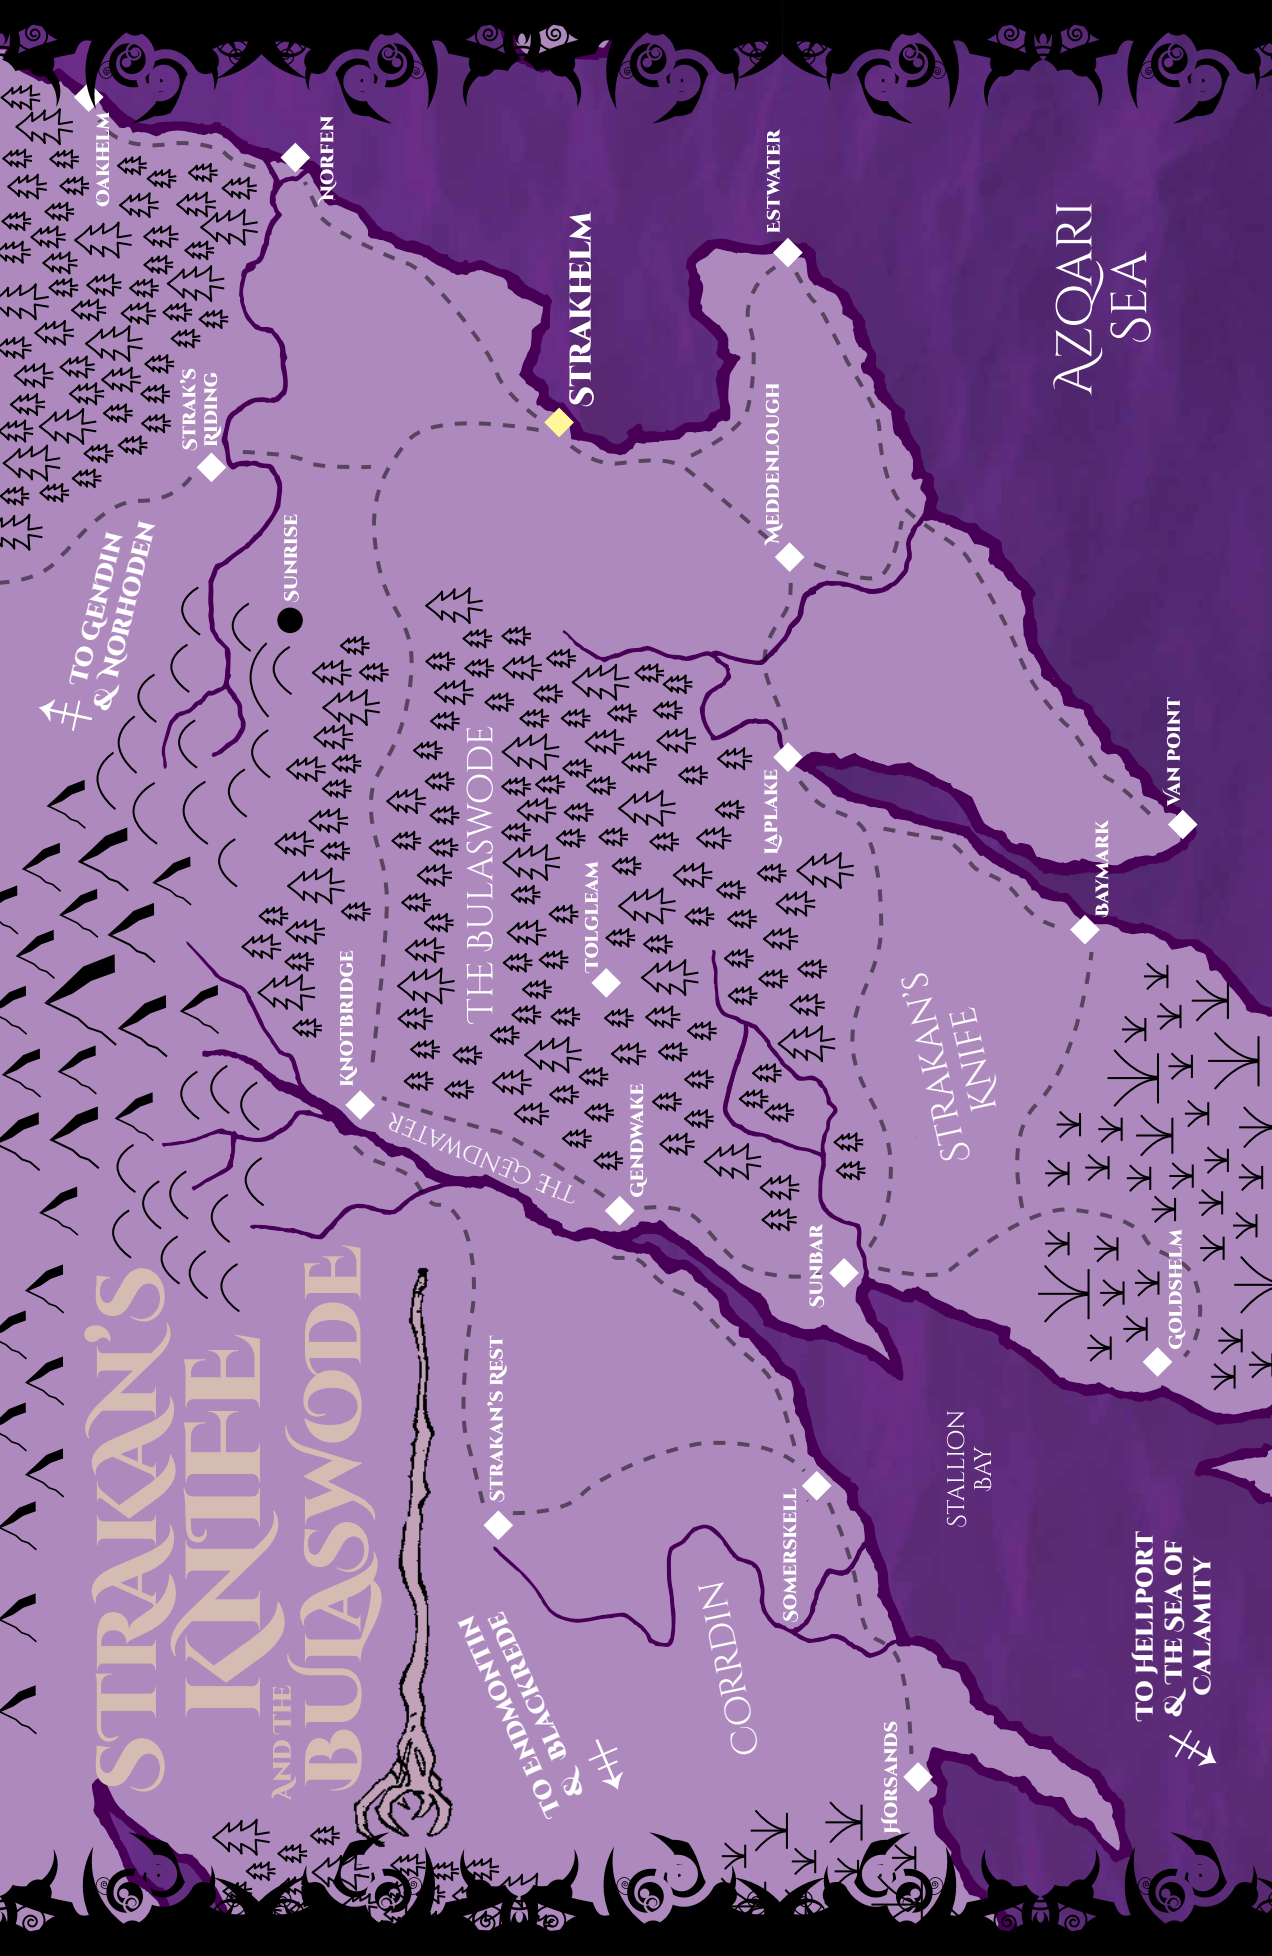 STRAKAN'S
KNIFE
AND THE
BULASWODE
TO GENDIN
& NORHODEN
OAKHELM
STRAK'S
RIDING
NORFEN
SUNRISE
KNOTBRIDGE
THE GENDWATER
THE BULASWODE
STRAKHELM
STRAKAN'S REST
TO ENDMONTIN
& BLACKREDE
TOLGLEAM
GENDWAKE
CORRDIN
ESTWATER
MEDDENLOUGH
LAPLAKE
SOMERSKELL
SUNBAR
HORSANDS
STRAKAN'S
KNIFE
STALLION
BAY
AZQARI
SEA
BAYMARK
VAN POINT
GOLDSHELM
TO HELLPORT
& THE SEA OF
CALAMITY